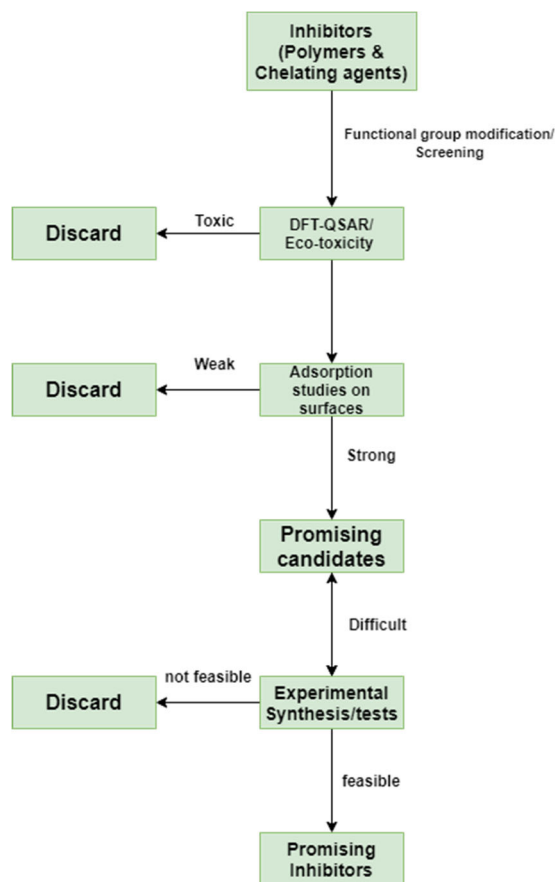 Inhibitors
(Polymers &
Chelating agents)
Functional group modification/
Screening
Discard
Toxic
DFT-QSAR/
Eco-toxicity
Discard
Weak
Adsorption
studies on
surfaces
Strong
Promising
candidates
Difficult
Discard
not feasible
Experimental
Synthesis/tests
feasible
Promising
Inhibitors